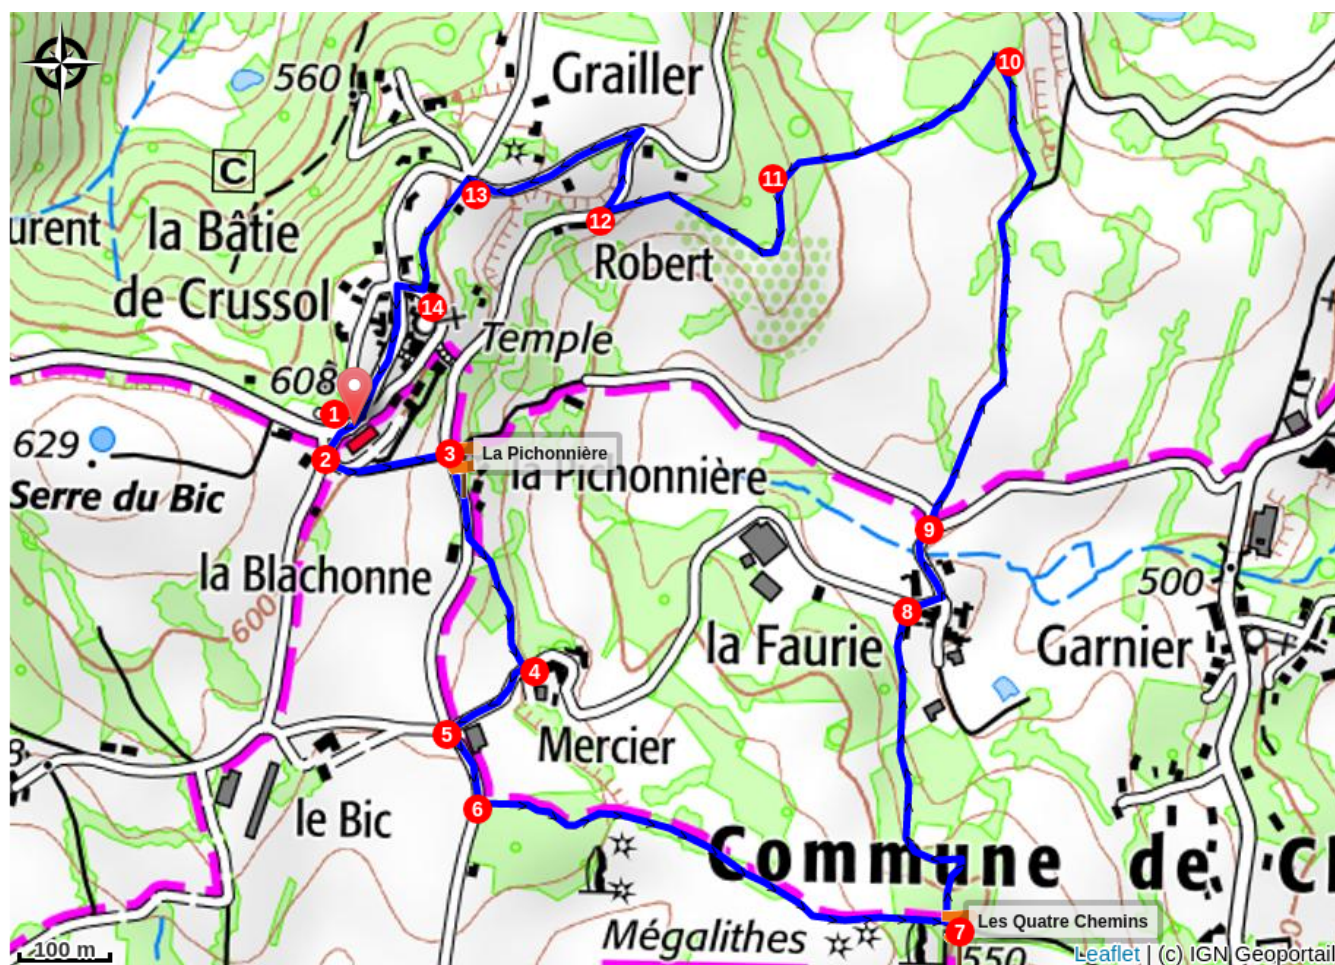 560
Grailler
10
C
11
13
12
urent
la Bâtie
de Crussol
Robert
14
Temple
608
1
629
2
3
La Pichonnière
la Pichonnière
Serre du Bic
9
la Blachonne
500
8
600
la Faurie
Garnier
4
5
Mercier
8
6
le Bic
Commune de Cl
Les Quatre Chemins
7
Mégalithes
550
100 m
Leaflet | (c) IGN Geoportail